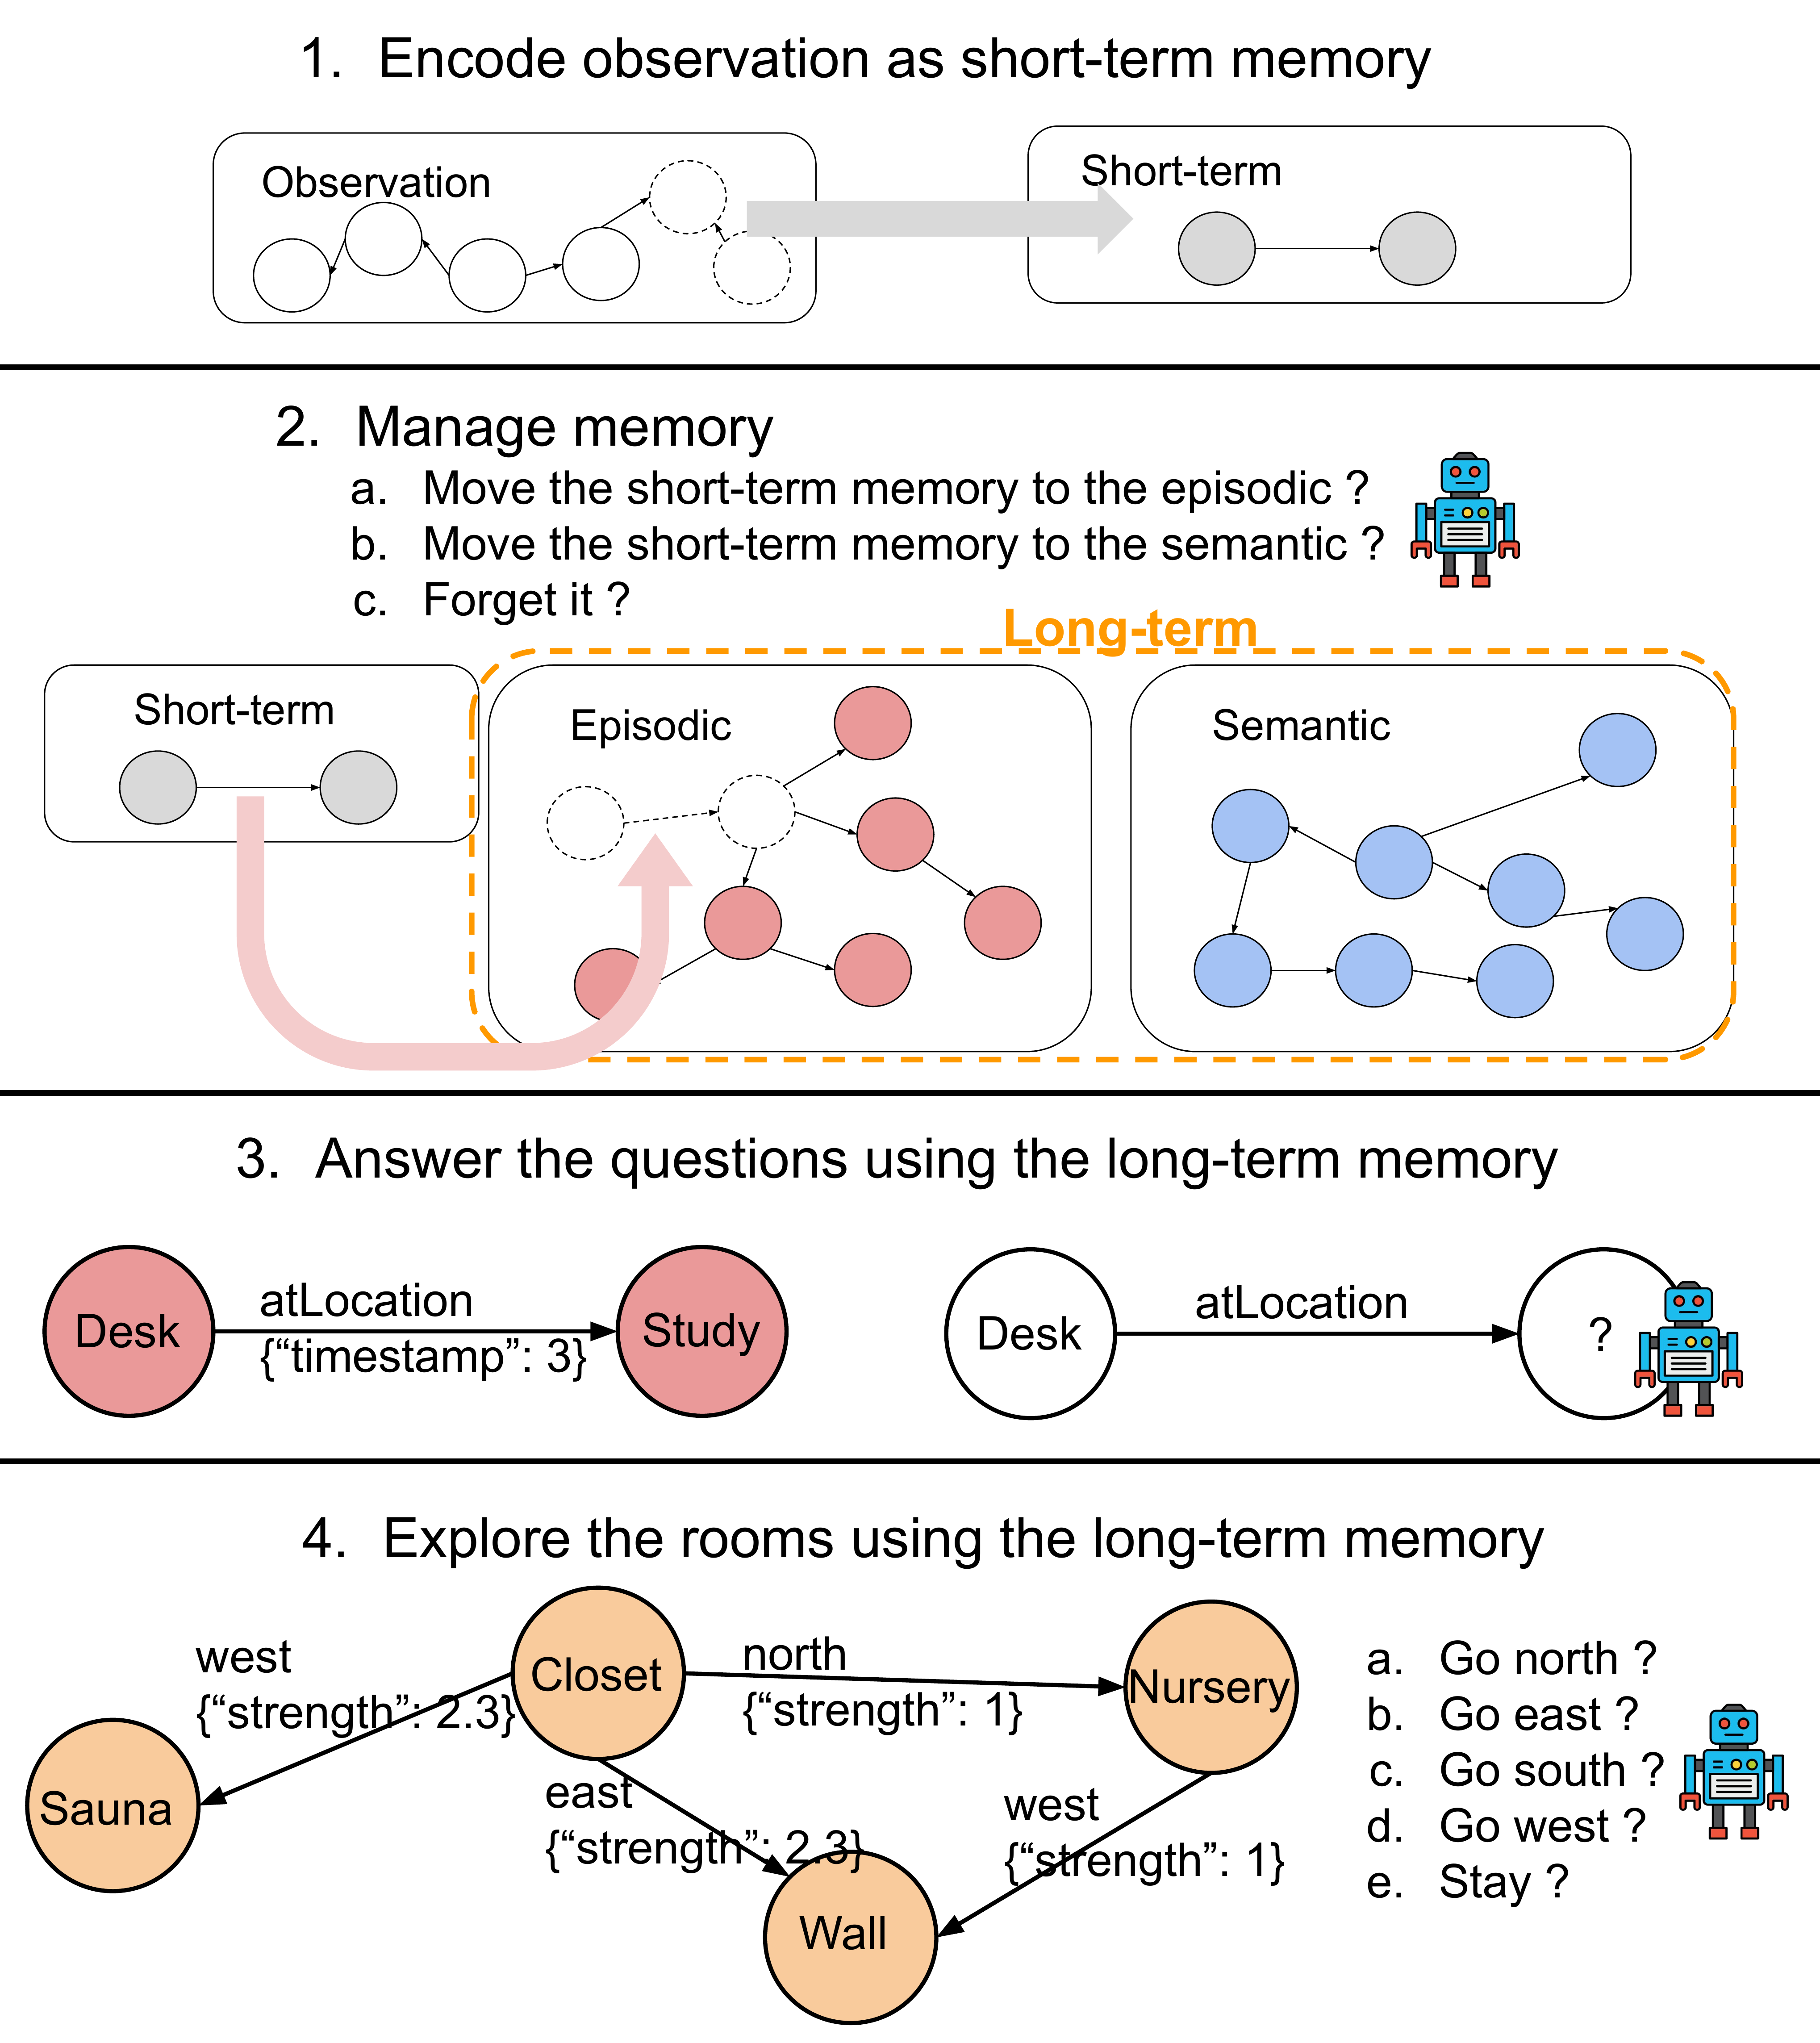 1. Encode observation as short-term memory
Observation
Short-term
2. Manage memory
a. Move the short-term memory to the episodic ?
b. Move the short-term memory to the semantic ?
c. Forget it ?
Long-term
Short-term
Episodic
Semantic
3. Answer the questions using the long-term memory
Desk
atLocation
{“timestamp”: 3}
Study
Desk
atLocation
?
4. Explore the rooms using the long-term memory
west
{“strength”: 2.3}
Closet
north
{“strength”: 1}
Nursery
Sauna
east
{“strength”: 2.3}
west
{“strength”: 1}
Wall
a. Go north ?
b. Go east ?
c. Go south ?
d. Go west ?
e. Stay ?